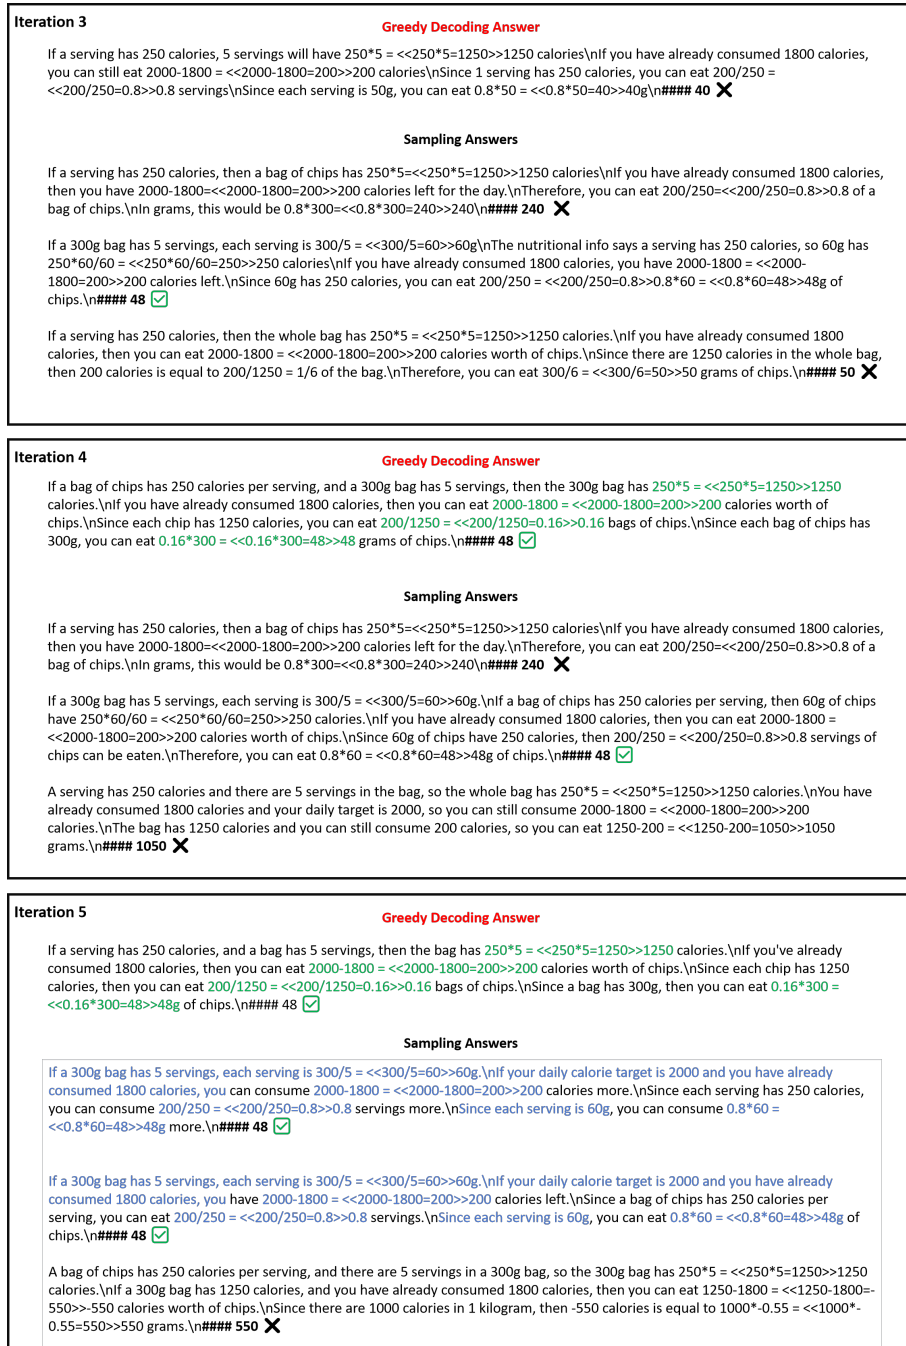 Iteration 3
Greedy Decoding Answer
If a serving has 250 calories, 5 servings will have 250*5 = <<250*5=1250>>1250 calories\nIf you have already consumed 1800 calories,
you can still eat 2000-1800 = <<2000-1800=200>>200 calories\nSince 1 serving has 250 calories, you can eat 200/250 =
<<200/250=0.8>>0.8 servings\nSince each serving is 50g, you can eat 0.8*50 = <<0.8*50=40>>40g\n#### 40
Sampling Answers
If a serving has 250 calories, then a bag of chips has 250*5=<<250*5=1250>>1250 calories\nIf you have already consumed 1800 calories,
then you have 2000-1800=<<2000-1800=200>>200 calories left for the day.\nTherefore, you can eat 200/250=<<200/250=0.8>>0.8 of a
bag of chips.\nIn grams, this would be 0.8*300=<<0.8*300=240>>240\n#### 240
If a 300g bag has 5 servings, each serving is 300/5 = <<300/5=60>>60g\nThe nutritional info says a serving has 250 calories, so 60g has
250*60/60 = <<250*60/60=250>>250 calories\nIf you have already consumed 1800 calories, you have 2000-1800 = <<2000-
1800=200>>200 calories left.\nSince 60g has 250 calories, you can eat 200/250 = <<200/250=0.8>>0.8*60 = <<0.8*60=48>>48g of
chips.\n#### 48
If a serving has 250 calories, then the whole bag has 250*5 = <<250*5=1250>>1250 calories.\nIf you have already consumed 1800
calories, then you can eat 2000-1800 = <<2000-1800=200>>200 calories worth of chips.\nSince there are 1250 calories in the whole bag,
then 200 calories is equal to 200/1250 = 1/6 of the bag.\nTherefore, you can eat 300/6 = <<300/6=50>>50 grams of chips.\n#### 50
Iteration 4
Greedy Decoding Answer
If a bag of chips has 250 calories per serving, and a 300g bag has 5 servings, then the 300g bag has 250*5 = <<250*5=1250>>1250
calories.\nIf you have already consumed 1800 calories, then you can eat 2000-1800 = <<2000-1800=200>>200 calories worth of
chips.\nSince each chip has 1250 calories, you can eat 200/1250 = <<200/1250=0.16>>0.16 bags of chips.\nSince each bag of chips has
300g, you can eat 0.16*300 = <<0.16*300=48>>48 grams of chips.\n#### 48
Sampling Answers
If a serving has 250 calories, then a bag of chips has 250*5=<<250*5=1250>>1250 calories\nIf you have already consumed 1800 calories,
then you have 2000-1800=<<2000-1800=200>>200 calories left for the day.\nTherefore, you can eat 200/250=<<200/250=0.8>>0.8 of a
bag of chips.\nIn grams, this would be 0.8*300=<<0.8*300=240>>240\n#### 240
If a 300g bag has 5 servings, each serving is 300/5 = <<300/5=60>>60g.\nIf a bag of chips has 250 calories per serving, then 60g of chips
have 250*60/60 = <<250*60/60=250>>250 calories.\nIf you have already consumed 1800 calories, then you can eat 2000-1800 =
<<2000-1800=200>>200 calories worth of chips.\nSince 60g of chips have 250 calories, then 200/250 = <<200/250=0.8>>0.8 servings of
chips can be eaten.\nTherefore, you can eat 0.8*60 = <<0.8*60=48>>48g of chips.\n#### 48
A serving has 250 calories and there are 5 servings in the bag, so the whole bag has 250*5 = <<250*5=1250>>1250 calories.\nYou have
already consumed 1800 calories and your daily target is 2000, so you can still consume 2000-1800 = <<2000-1800=200>>200
calories.\nThe bag has 1250 calories and you can still consume 200 calories, so you can eat 1250-200 = <<1250-200=1050>>1050
grams.\n#### 1050
Iteration 5
Greedy Decoding Answer
If a serving has 250 calories, and a bag has 5 servings, then the bag has 250*5 = <<250*5=1250>>1250 calories.\nIf you've already
consumed 1800 calories, then you can eat 2000-1800 = <<2000-1800=200>>200 calories worth of chips.\nSince each chip has 1250
calories, then you can eat 200/1250 = <<200/1250=0.16>>0.16 bags of chips.\nSince a bag has 300g, then you can eat 0.16*300 =
<<0.16*300=48>>48g of chips.\n#### 48
Sampling Answers
If a 300g bag has 5 servings, each serving is 300/5 = <<300/5=60>>60g.\nIf your daily calorie target is 2000 and you have already
consumed 1800 calories, you can consume 2000-1800 = <<2000-1800=200>>200 calories more.\nSince each serving has 250 calories,
you can consume 200/250 = <<200/250=0.8>>0.8 servings more.\nSince each serving is 60g, you can consume 0.8*60 =
<<0.8*60=48>>48g more.\n#### 48
If a 300g bag has 5 servings, each serving is 300/5 = <<300/5=60>>60g.\nIf your daily calorie target is 2000 and you have already
consumed 1800 calories, you have 2000-1800 = <<2000-1800=200>>200 calories left.\nSince a bag of chips has 250 calories per
serving, you can eat 200/250 = <<200/250=0.8>>0.8 servings.\nSince each serving is 60g, you can eat 0.8*60 = <<0.8*60=48>>48g of
chips.\n#### 48
A bag of chips has 250 calories per serving, and there are 5 servings in a 300g bag, so the 300g bag has 250*5 = <<250*5=1250>>1250
calories.\nIf a 300g bag has 1250 calories, and you have already consumed 1800 calories, then you can eat 1250-1800 = <<1250-1800=-
550>>-550 calories worth of chips.\nSince there are 1000 calories in 1 kilogram, then -550 calories is equal to 1000*-0.55 = <<1000*-
0.55=550>>550 grams.\n#### 550